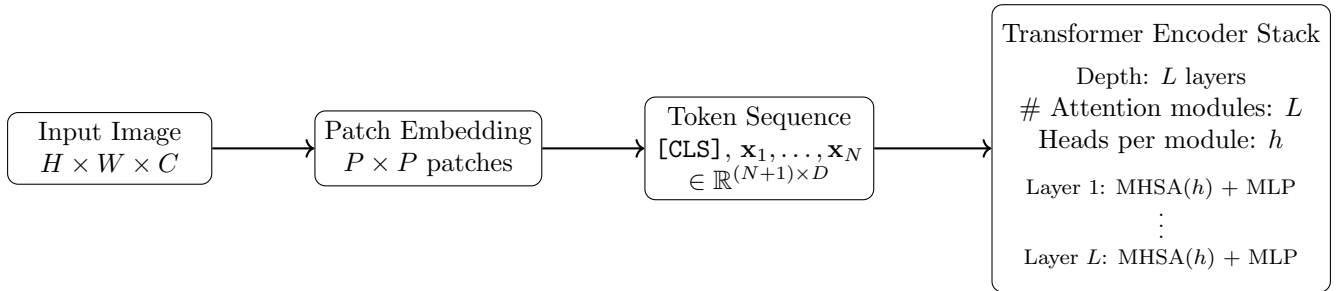 Input Image
H × W × C
Patch Embedding
P × P patches
Token Sequence
[CLS], x₁, . . . , x_N
∈ ℝ^{(N+1)×D}
Transformer Encoder Stack
Depth: L layers
# Attention modules: L
Heads per module: h
Layer 1: MHSA(h) + MLP
⋮
Layer L: MHSA(h) + MLP